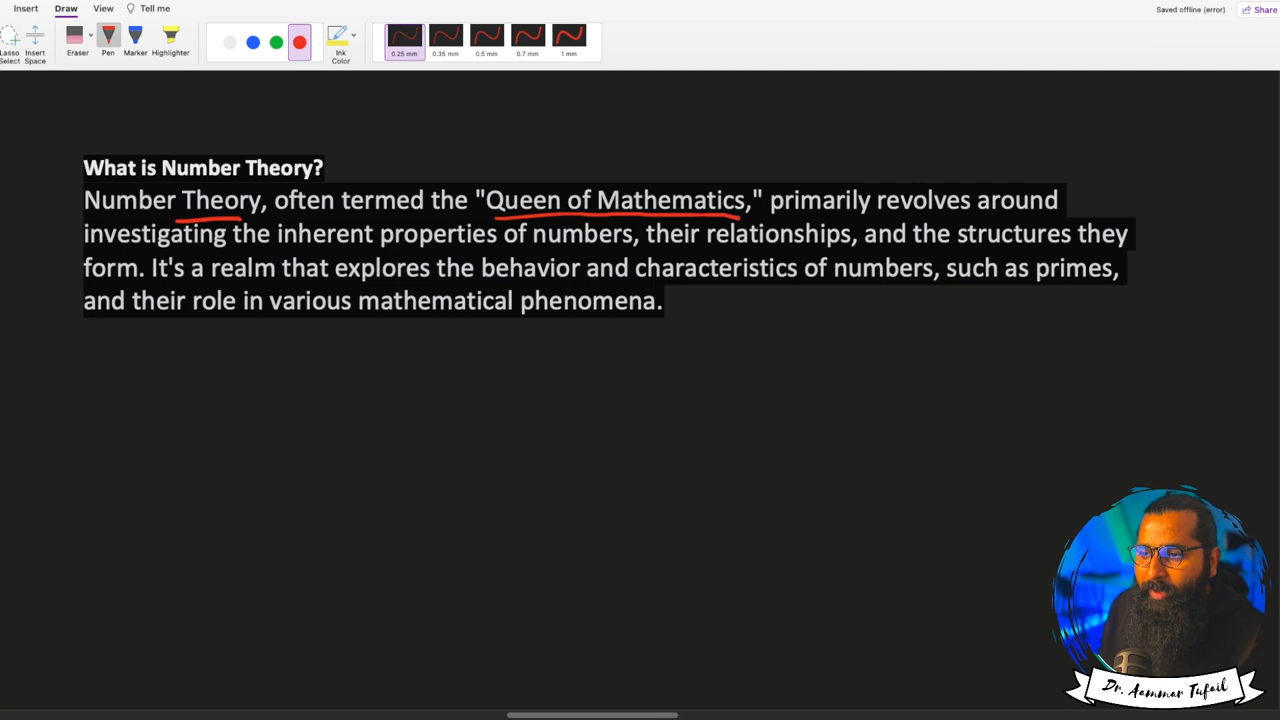 Insert Draw View Tell me
Saved offline (error) Share
Lasso Select
Insert Space
Eraser
Pen
Marker
Highlighter
Ink Color
0.25 mm 0.35 mm 0.5 mm 0.7 mm 1 mm
What is Number Theory?
Number Theory, often termed the "Queen of Mathematics," primarily revolves around
investigating the inherent properties of numbers, their relationships, and the structures they
form. It's a realm that explores the behavior and characteristics of numbers, such as primes,
and their role in various mathematical phenomena.
Dr. Aammar Tufail